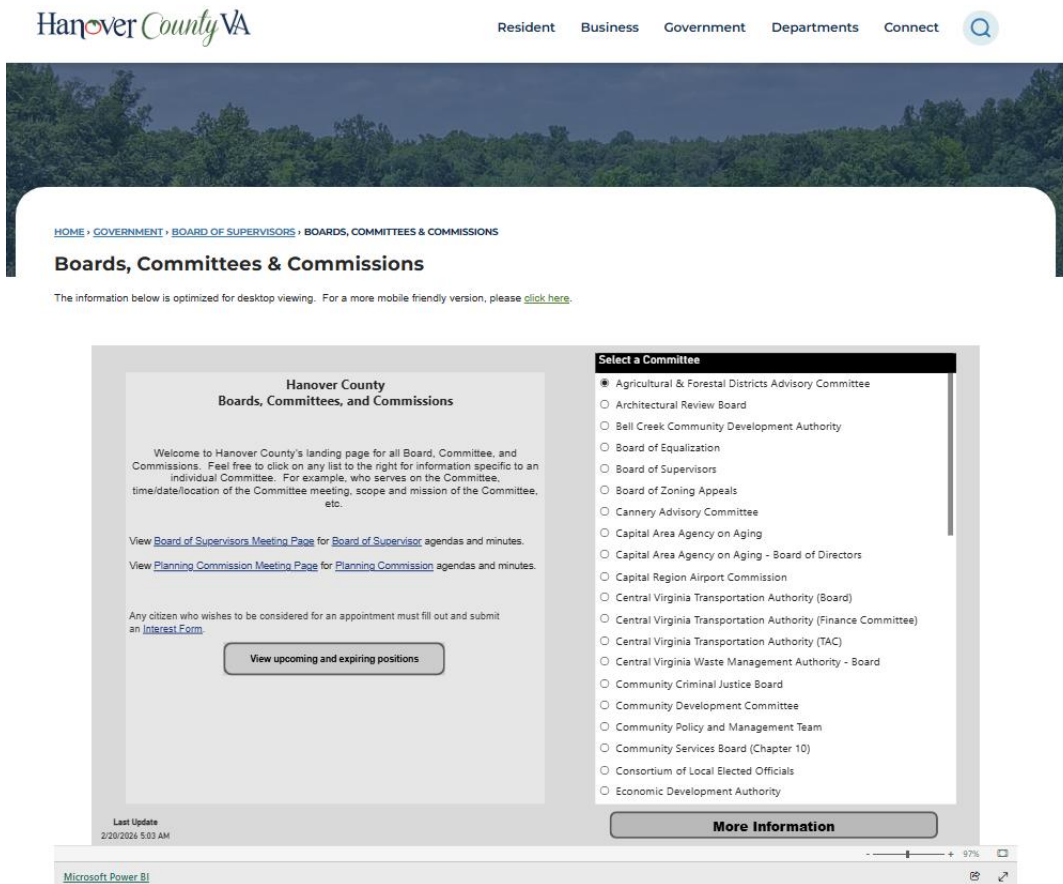 Hanover County VA
Resident Business Government Departments Connect
HOME › GOVERNMENT › BOARD OF SUPERVISORS › BOARDS, COMMITTEES & COMMISSIONS
Boards, Committees & Commissions
The information below is optimized for desktop viewing. For a more mobile friendly version, please click here.
Hanover County
Boards, Committees, and Commissions
Welcome to Hanover County's landing page for all Board, Committee, and
Commissions. Feel free to click on any list to the right for information specific to an
individual Committee. For example, who serves on the Committee,
time/date/location of the Committee meeting, scope and mission of the Committee,
etc.
View Board of Supervisors Meeting Page for Board of Supervisor agendas and minutes.
View Planning Commission Meeting Page for Planning Commission agendas and minutes.
Any citizen who wishes to be considered for an appointment must fill out and submit
an Interest Form.
View upcoming and expiring positions
Last Update
2/20/2026 5:03 AM
Select a Committee
Agricultural & Forestal Districts Advisory Committee
Architectural Review Board
Bell Creek Community Development Authority
Board of Equalization
Board of Supervisors
Board of Zoning Appeals
Cannery Advisory Committee
Capital Area Agency on Aging
Capital Area Agency on Aging - Board of Directors
Capital Region Airport Commission
Central Virginia Transportation Authority (Board)
Central Virginia Transportation Authority (Finance Committee)
Central Virginia Transportation Authority (TAC)
Central Virginia Waste Management Authority - Board
Community Criminal Justice Board
Community Development Committee
Community Policy and Management Team
Community Services Board (Chapter 10)
Consortium of Local Elected Officials
Economic Development Authority
More Information
- + 97%
Microsoft Power BI